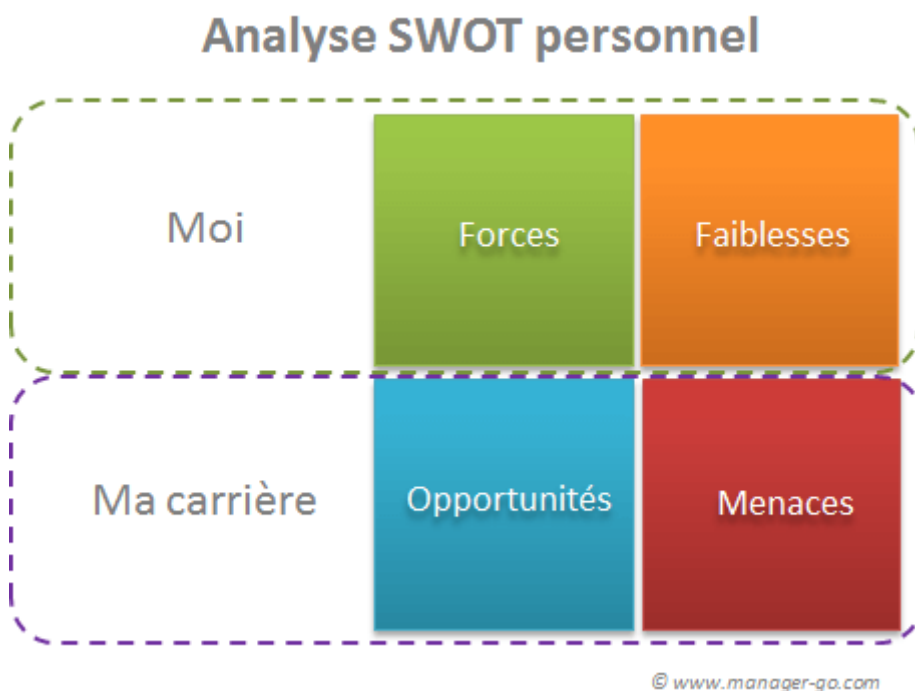 Analyse SWOT personnel
Moi
Forces
Faiblesses
Ma carrière
Opportunités
Menaces
© www.manager-go.com